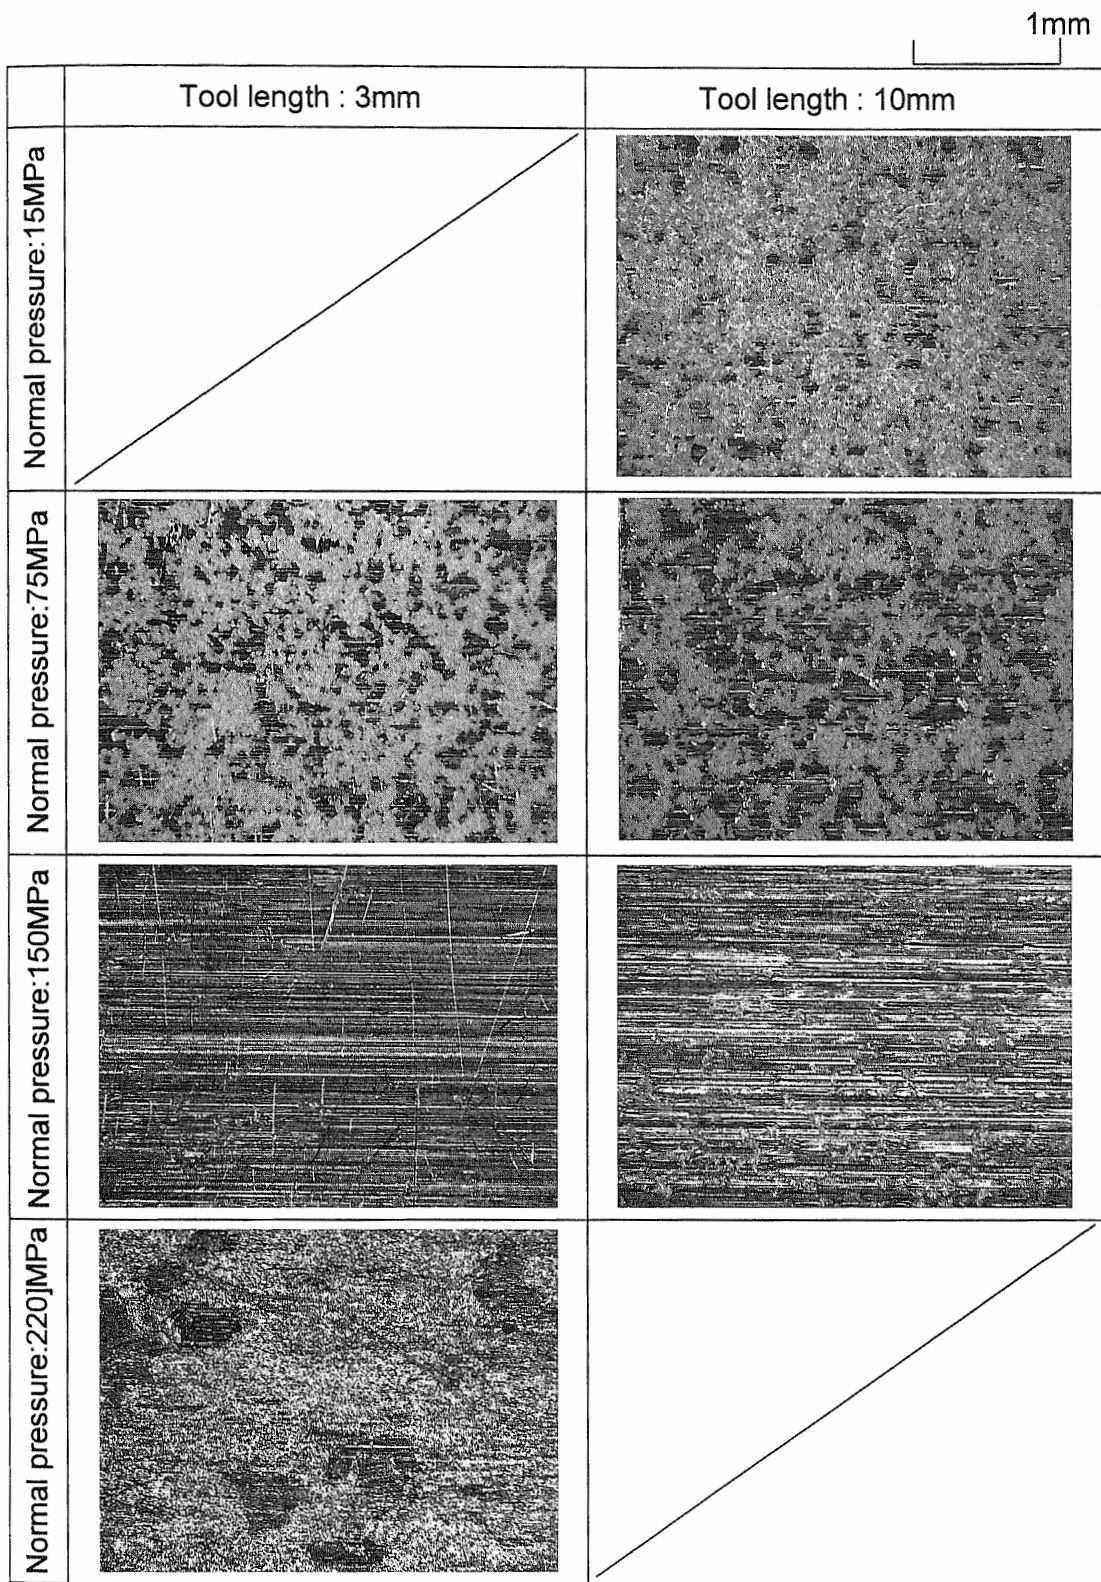 1mm
Tool length : 3mm
Tool length : 10mm
Normal pressure:15MPa
Normal pressure:75MPa
Normal pressure:150MPa
Normal pressure:220]MPa